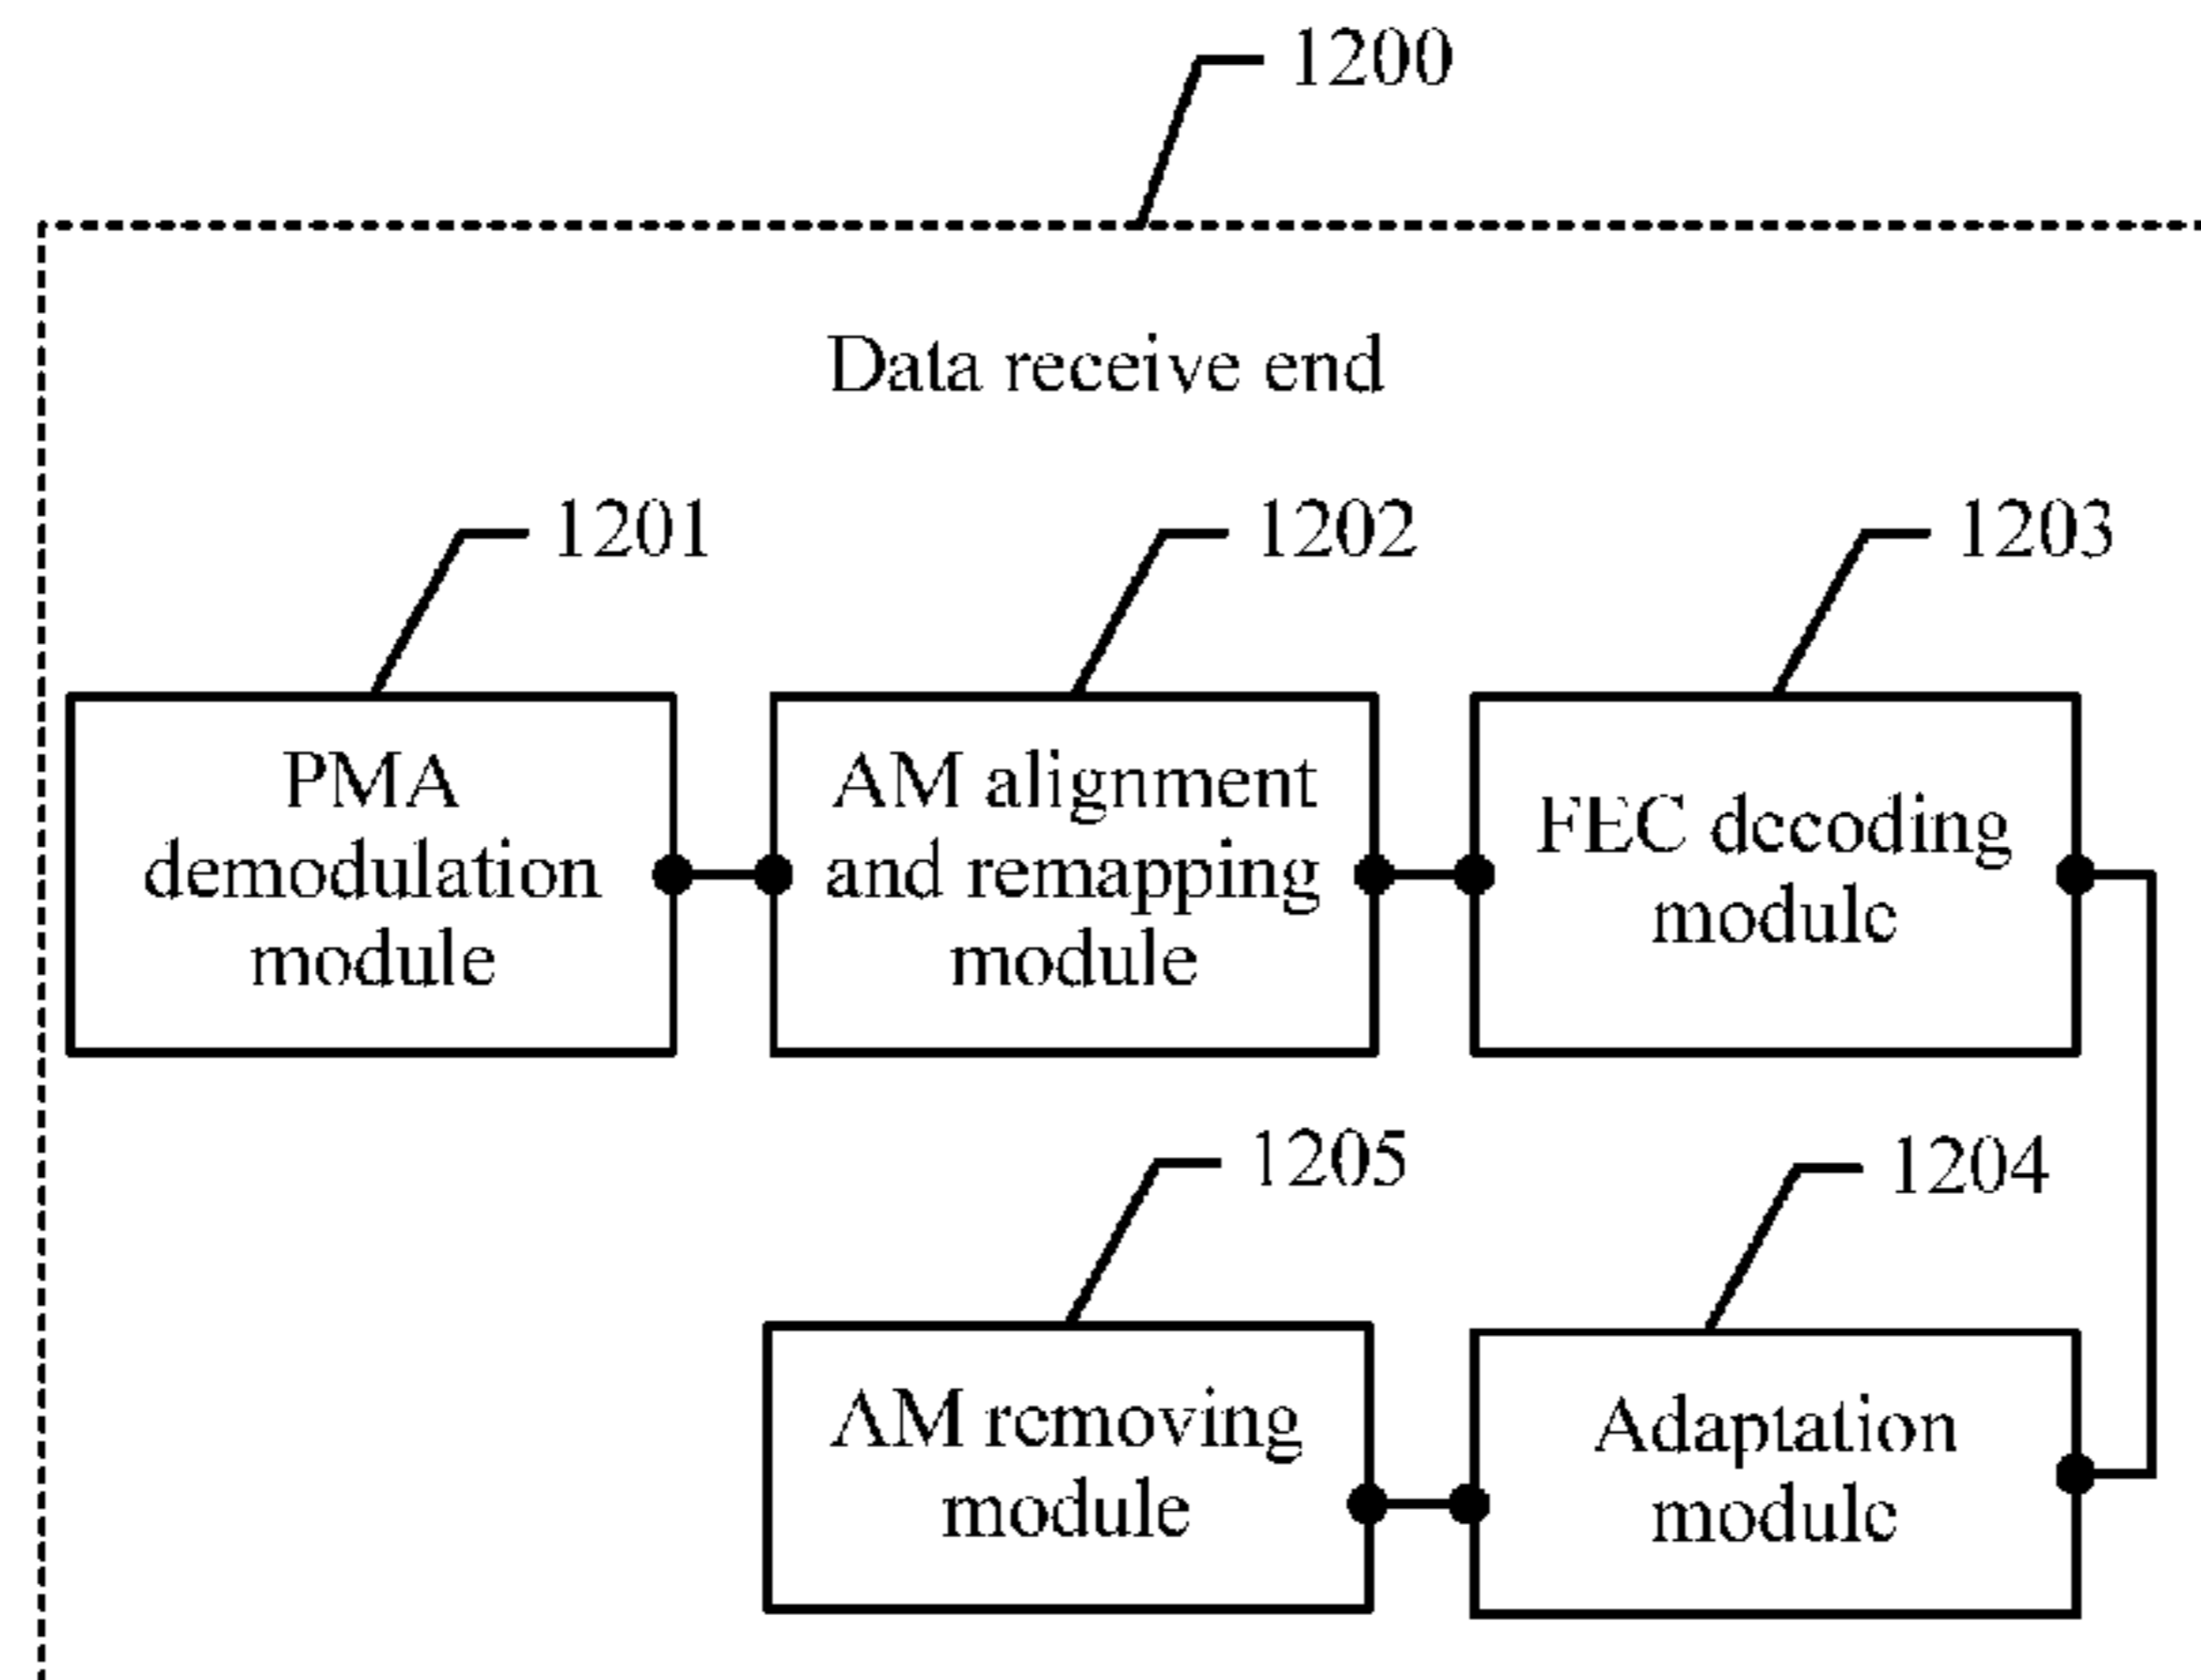 1200
Data receive end
1201
1202
1203
PMA
demodulation
module
AM alignment
and remapping
module
FEC decoding
module
1205
1204
AM removing
module
Adaptation
module